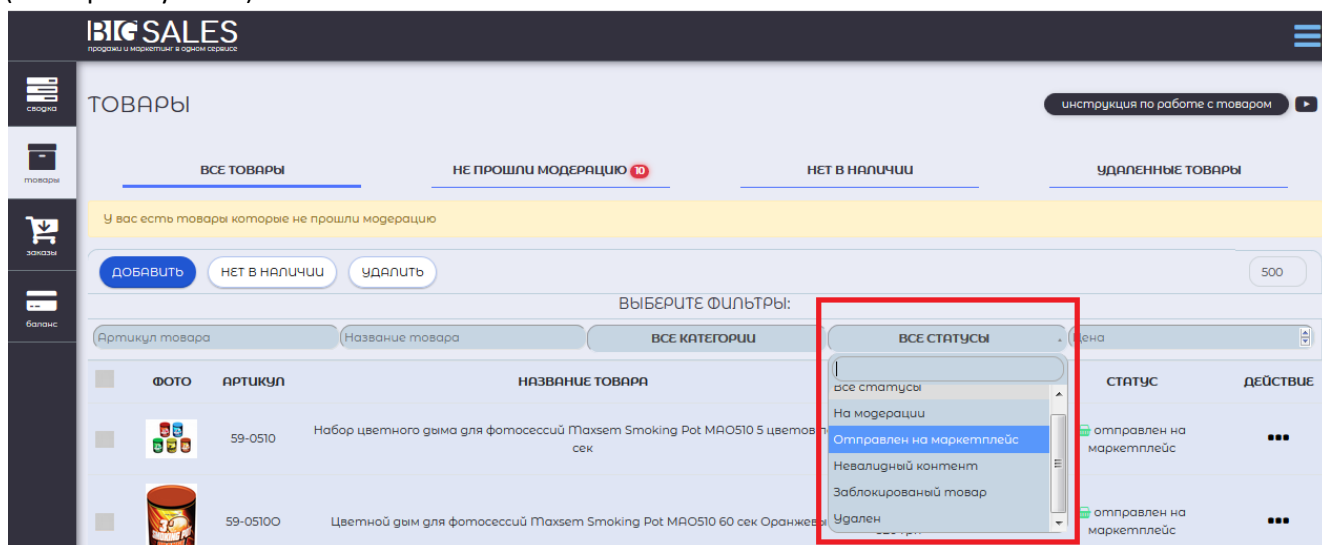 BIG SALES
продажи и маркетинг в одном сервисе
сводка
ТОВАРЫ
инструкция по работе с товаром
товары
ВСЕ ТОВАРЫ
НЕ ПРОШЛИ МОДЕРАЦИЮ 10
НЕТ В НАЛИЧИИ
УДАЛЕННЫЕ ТОВАРЫ
У вас есть товары которые не прошли модерацию
заказы
ДОБАВИТЬ
НЕТ В НАЛИЧИИ
УДАЛИТЬ
500
баланс
ВЫБЕРИТЕ ФИЛЬТРЫ:
Артикул товара
Название товара
ВСЕ КАТЕГОРИИ
ВСЕ СТАТУСЫ
Цена
ФОТО
АРТИКУЛ
НАЗВАНИЕ ТОВАРА
СТАТУС
ДЕЙСТВИЕ
Все статусы
На модерации
Отправлен на маркетплейс
Невалидный контент
Заблокированый товар
Удален
59-0510
Набор цветного дыма для фотосессий Maxsem Smoking Pot MAO510 5 цветов
сек
отправлен на
маркетплейс
59-0510O
Цветной дым для фотосессий Maxsem Smoking Pot MAO510 60 сек Оранжевы
отправлен на
маркетплейс